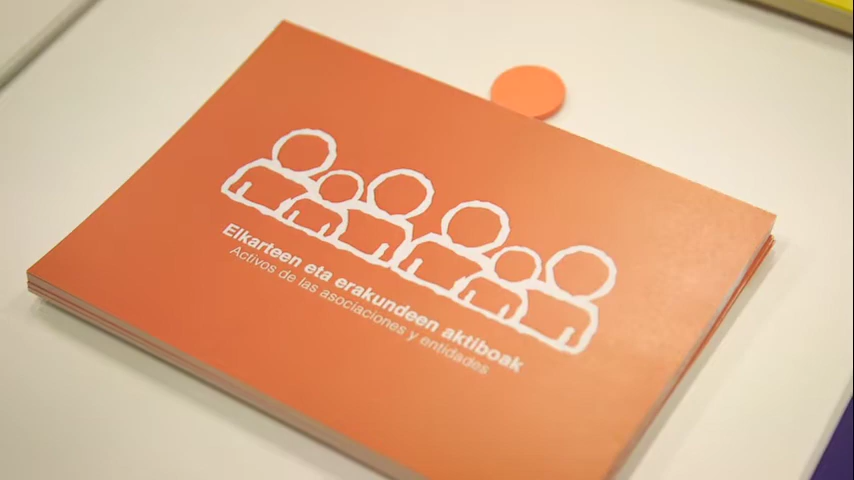 Elkarteen eta erakundeen aktiboak
Activos de las asociaciones y entidades